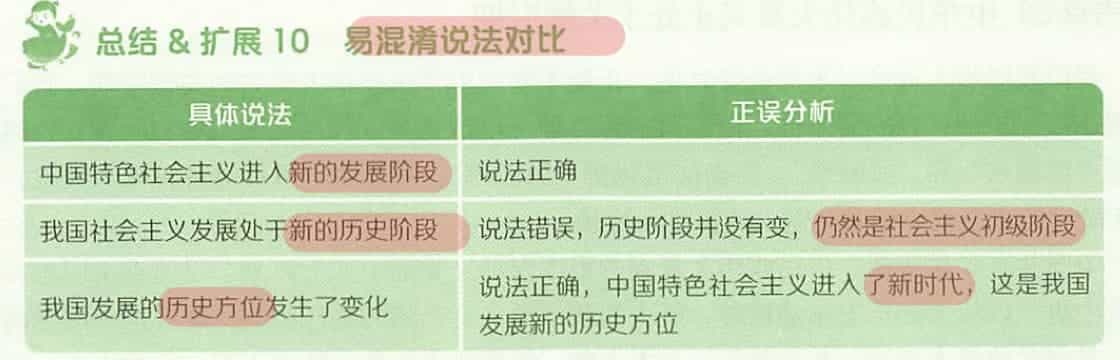 总结 & 扩展 10 易混淆说法对比
具体说法 正误分析
中国特色社会主义进入新的发展阶段 说法正确
我国社会主义发展处于新的历史阶段 说法错误，历史阶段并没有变，仍然是社会主义初级阶段
我国发展的历史方位发生了变化 说法正确，中国特色社会主义进入了新时代，这是我国
发展新的历史方位